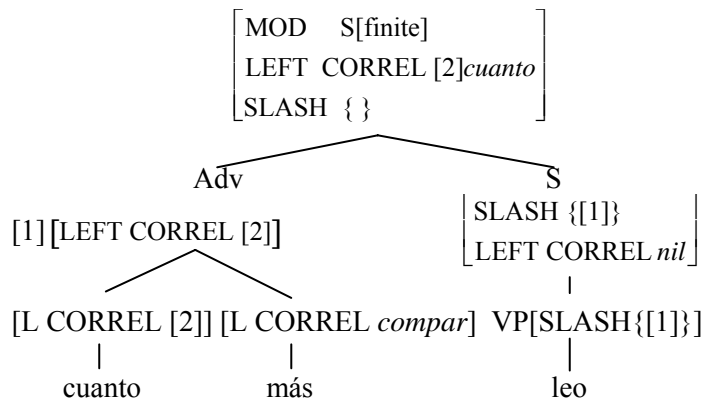 MOD S[finite]
LEFT CORREL [2]cuanto
SLASH { }
Adv S
[1][LEFT CORREL [2]] SLASH {[1]}
LEFT CORREL nil
[L CORREL [2]] [L CORREL compar] VP[SLASH{[1]}]
cuanto más leo